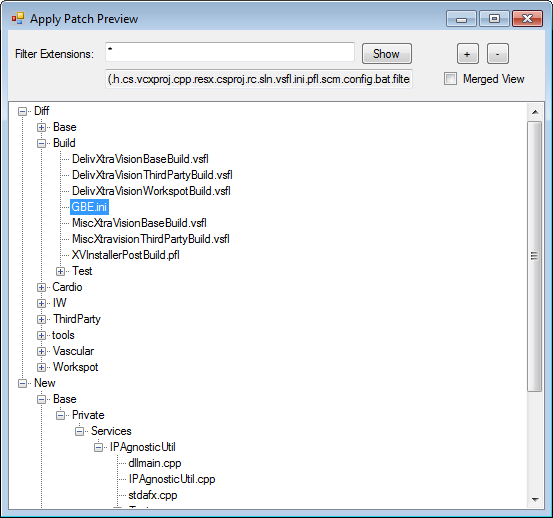 Apply Patch Preview
Filter Extensions: * Show + -
(.h.cs.vcxproj.cpp.resx.csproj.rc.sln.vsfl.ini.pfl.scm.config.bat.filte Merged View
Diff
Base
Build
DelivXtraVisionBaseBuild.vsfl
DelivXtraVisionThirdPartyBuild.vsfl
DelivXtraVisionWorkspotBuild.vsfl
GBE.ini
MiscXtraVisionBaseBuild.vsfl
MiscXtravisionThirdPartyBuild.vsfl
XVInstallerPostBuild.pfl
Test
Cardio
IW
ThirdParty
tools
Vascular
Workspot
New
Base
Private
Services
IPAgnosticUtil
dllmain.cpp
IPAgnosticUtil.cpp
stdafx.cpp